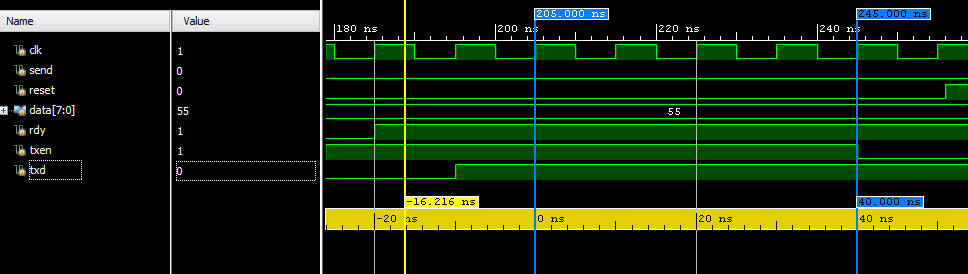 Name Value
205.000 ns 245.000 ns
180 ns 200 ns 220 ns 240 ns
clk 1
send 0
reset 0
data[7:0] 55 55
rdy 1
txen 1
txd 0
-16.216 ns 40.000 ns
-20 ns 0 ns 20 ns 40 ns